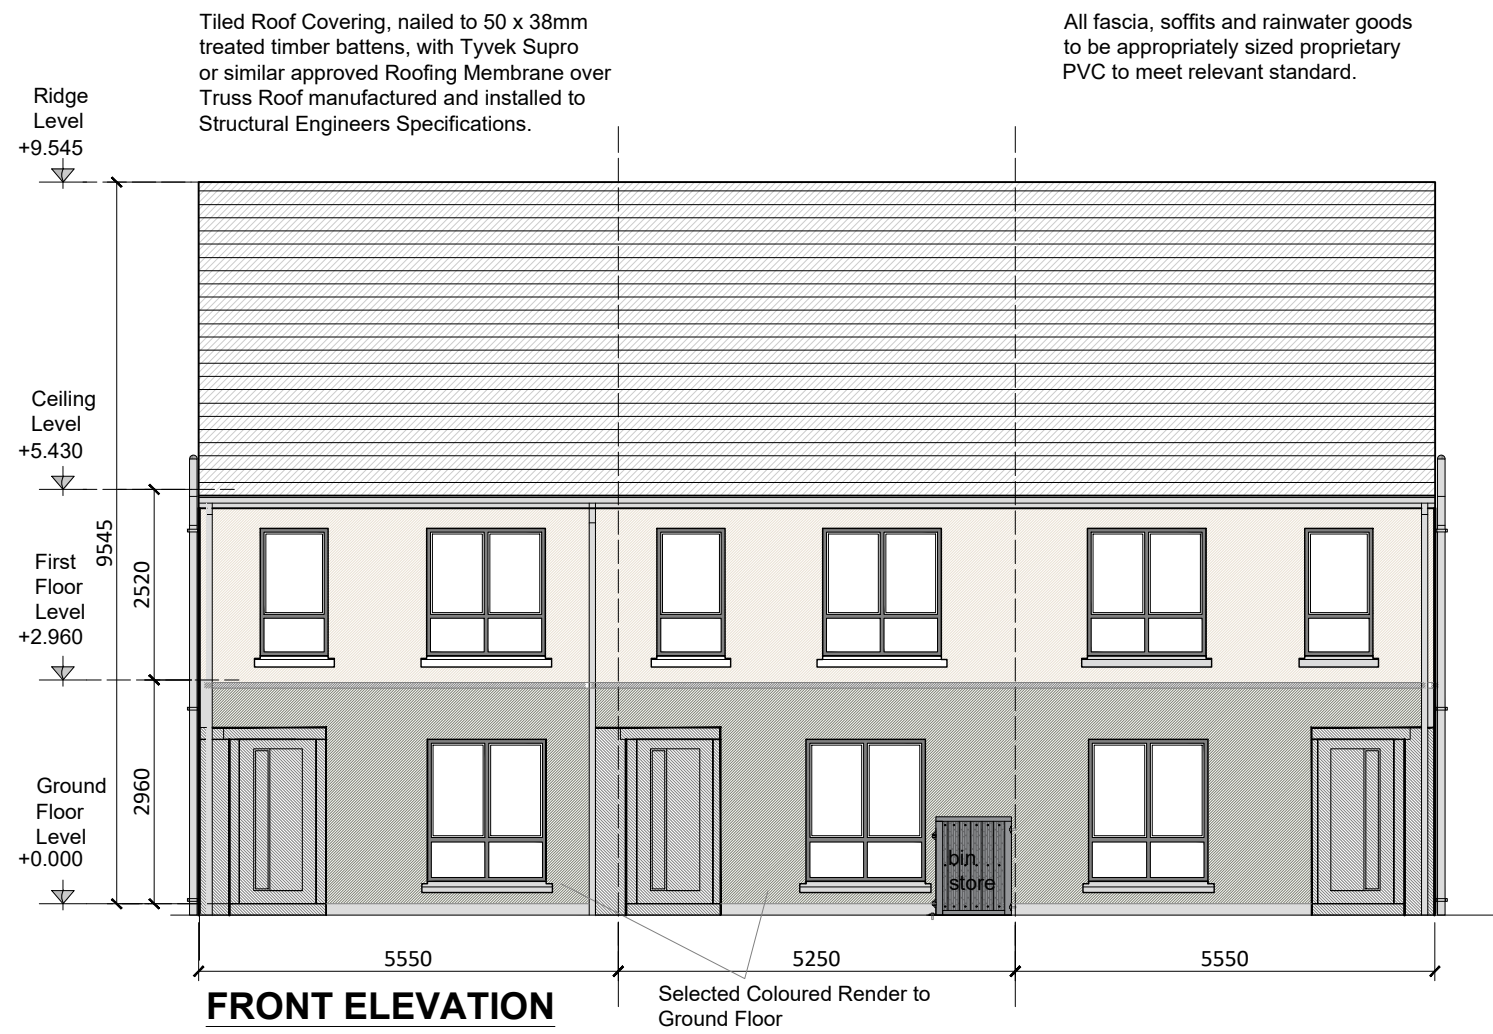 Tiled Roof Covering, nailed to 50 x 38mm
treated timber battens, with Tyvek Supro
or similar approved Roofing Membrane over
Truss Roof manufactured and installed to
Structural Engineers Specifications.
All fascia, soffits and rainwater goods
to be appropriately sized proprietary
PVC to meet relevant standard.
Ridge
Level
+9.545
Ceiling
Level
+5.430
9545
2520
First
Floor
Level
+2.960
2960
Ground
Floor
Level
+0.000
bin
store
5550
5250
5550
FRONT ELEVATION
Selected Coloured Render to
Ground Floor